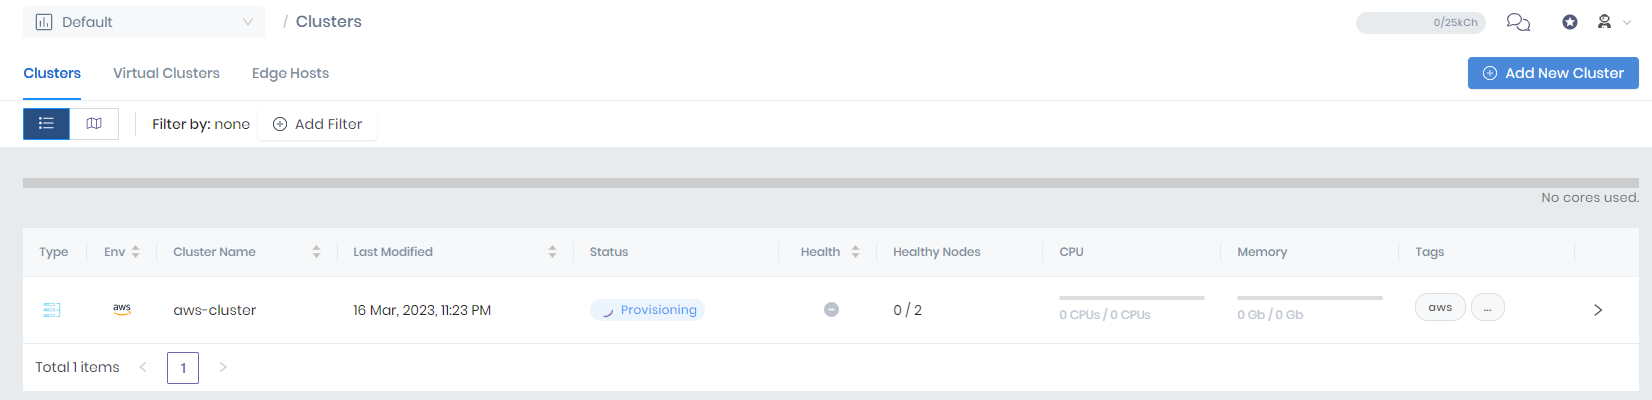 Default / Clusters 0/25kCh
Clusters Virtual Clusters Edge Hosts Add New Cluster
Filter by: none Add Filter
No cores used.
Type Env Cluster Name Last Modified Status Health Healthy Nodes CPU Memory Tags
aws aws-cluster 16 Mar, 2023, 11:23 PM Provisioning 0 / 2 0 CPUs / 0 CPUs 0 Gb / 0 Gb aws ...
Total 1 items < 1 >